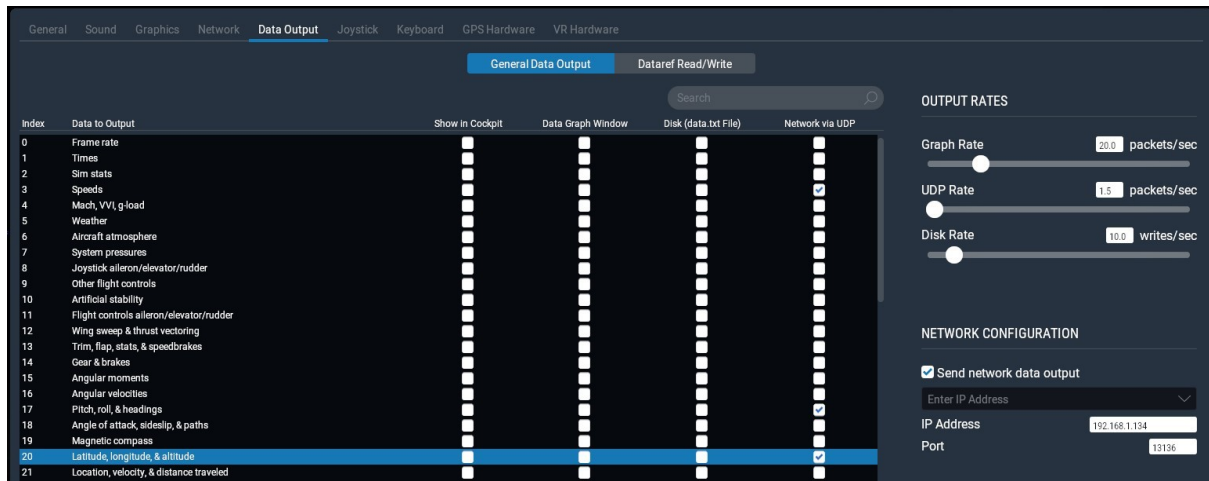 General Sound Graphics Network Data Output Joystick Keyboard GPS Hardware VR Hardware
General Data Output Dataref Read/Write
Search
Index Data to Output Show in Cockpit Data Graph Window Disk (data.txt File) Network via UDP
0 Frame rate
1 Times
2 Sim stats
3 Speeds
4 Mach, VVI, g-load
5 Weather
6 Aircraft atmosphere
7 System pressures
8 Joystick aileron/elevator/rudder
9 Other flight controls
10 Artificial stability
11 Flight controls aileron/elevator/rudder
12 Wing sweep & thrust vectoring
13 Trim, flap, stats, & speedbrakes
14 Gear & brakes
15 Angular moments
16 Angular velocities
17 Pitch, roll, & headings
18 Angle of attack, sideslip, & paths
19 Magnetic compass
20 Latitude, longitude, & altitude
21 Location, velocity, & distance traveled
OUTPUT RATES
Graph Rate 20.0 packets/sec
UDP Rate 1.5 packets/sec
Disk Rate 10.0 writes/sec
NETWORK CONFIGURATION
Send network data output
Enter IP Address
IP Address 192.168.1.134
Port 13136